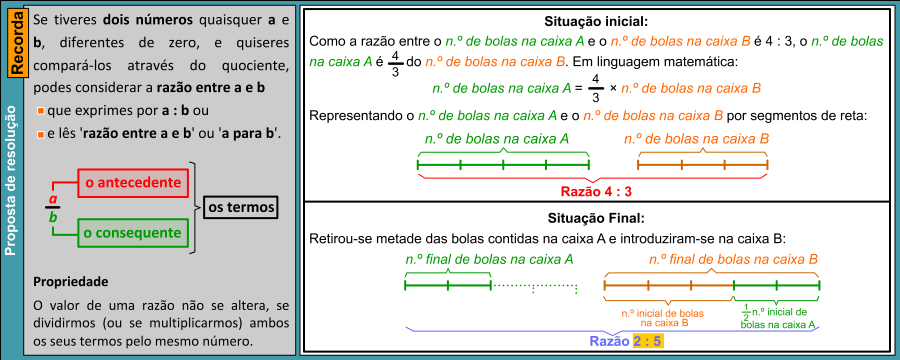 Proposta de resolução
Recorda
Se tiveres dois números quaisquer a e
b, diferentes de zero, e quiseres
compará-los através do quociente,
podes considerar a razão entre a e b
que exprimes por a : b ou
e lês 'razão entre a e b' ou 'a para b'.
a
b
o antecedente
o consequente
os termos
Propriedade
O valor de uma razão não se altera, se
dividirmos (ou se multiplicarmos) ambos
os seus termos pelo mesmo número.
Situação inicial:
Como a razão entre o n.º de bolas na caixa A e o n.º de bolas na caixa B é 4 : 3, o n.º de bolas
na caixa A é 4/3 do n.º de bolas na caixa B. Em linguagem matemática:
n.º de bolas na caixa A = 4/3 × n.º de bolas na caixa B
Representando o n.º de bolas na caixa A e o n.º de bolas na caixa B por segmentos de reta:
n.º de bolas na caixa A n.º de bolas na caixa B
Razão 4 : 3
Situação Final:
Retirou-se metade das bolas contidas na caixa A e introduziram-se na caixa B:
n.º final de bolas na caixa A n.º final de bolas na caixa B
n.º inicial de bolas
na caixa B
1/2 n.º inicial de
bolas na caixa A
Razão 2 : 5